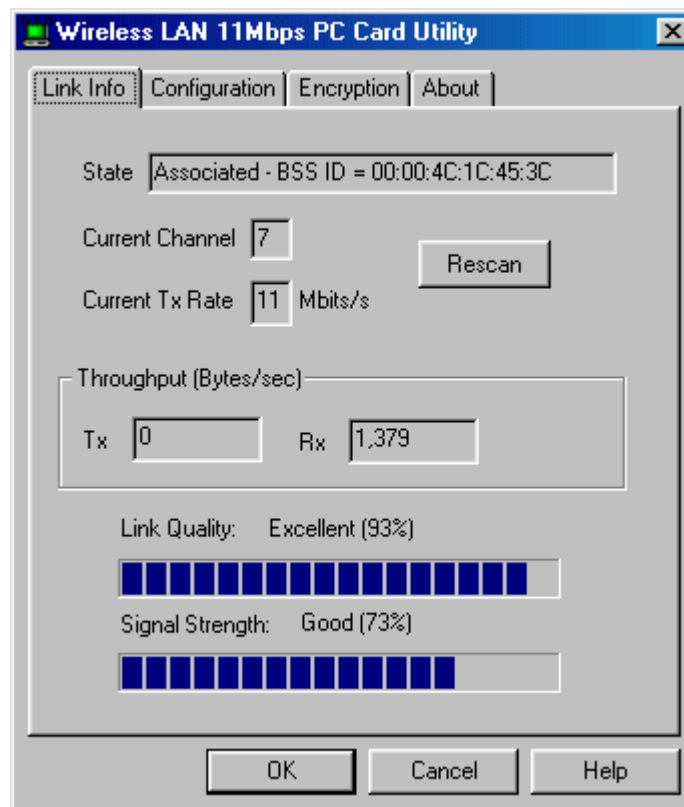 Wireless LAN 11Mbps PC Card Utility
Link Info Configuration Encryption About
State Associated - BSS ID = 00:00:4C:1C:45:3C
Current Channel 7
Rescan
Current Tx Rate 11 Mbits/s
Throughput (Bytes/sec)
Tx 0 Rx 1,379
Link Quality: Excellent (93%)
Signal Strength: Good (73%)
OK Cancel Help